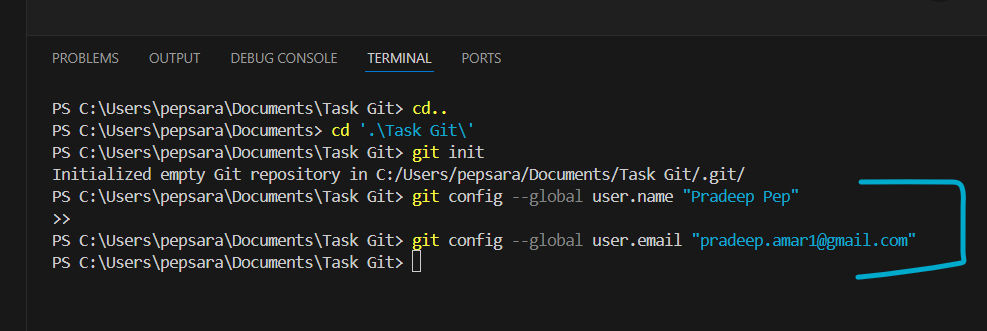 PROBLEMS OUTPUT DEBUG CONSOLE TERMINAL PORTS
PS C:\Users\pepsara\Documents\Task Git> cd..
PS C:\Users\pepsara\Documents> cd '.\Task Git\'
PS C:\Users\pepsara\Documents\Task Git> git init
Initialized empty Git repository in C:/Users/pepsara/Documents/Task Git/.git/
PS C:\Users\pepsara\Documents\Task Git> git config --global user.name "Pradeep Pep"
>>
PS C:\Users\pepsara\Documents\Task Git> git config --global user.email "pradeep.amar1@gmail.com"
PS C:\Users\pepsara\Documents\Task Git>